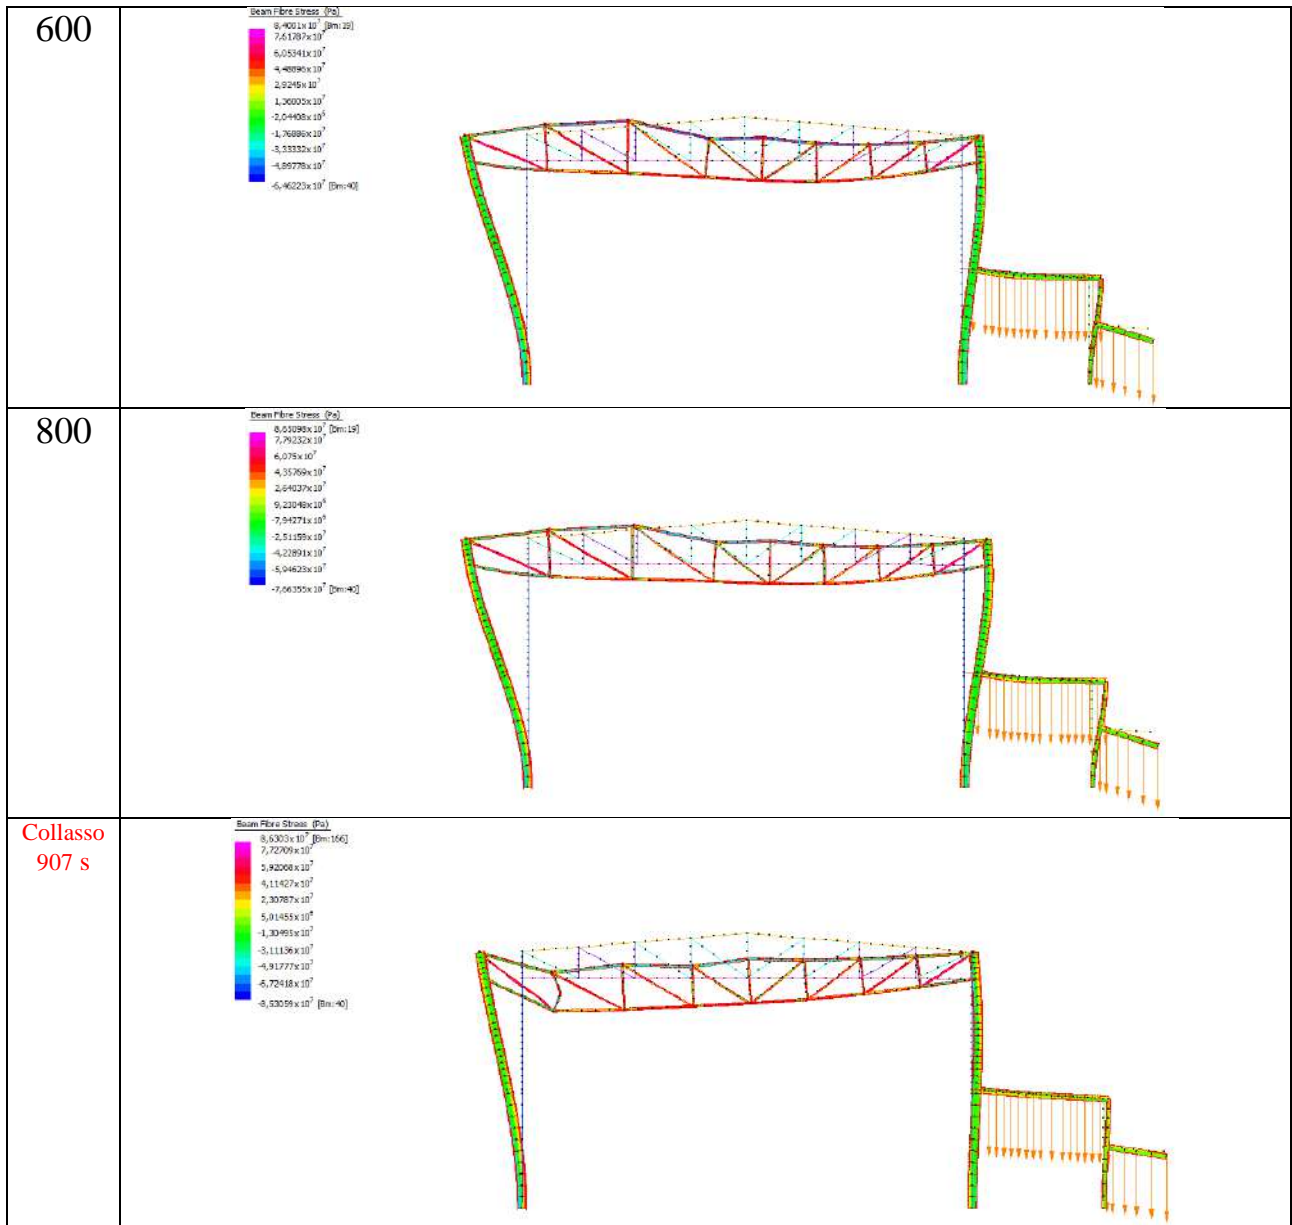 600
Beam Fibre Stress (Pa)
8,4001x10⁷ [Bm:39]
7,61787x10⁷
6,05341x10⁷
4,48896x10⁷
2,9245x10⁷
1,36005x10⁷
-2,04408x10⁶
-1,76886x10⁷
-3,33332x10⁷
-4,89778x10⁷
-6,46223x10⁷ [Bm:40]
800
Beam Fibre Stress (Pa)
8,65098x10⁷ [Bm:19]
7,79232x10⁷
6,075x10⁷
4,35769x10⁷
2,64037x10⁷
9,23048x10⁶
-7,94271x10⁶
-2,51159x10⁷
-4,22891x10⁷
-5,94623x10⁷
-7,66355x10⁷ [Bm:40]
Collasso
907 s
Beam Fibre Stress (Pa)
8,6303x10⁷ [Bm:166]
7,72709x10⁷
5,92068x10⁷
4,11427x10⁷
2,30787x10⁷
5,01455x10⁶
-1,30495x10⁷
-3,11136x10⁷
-4,91777x10⁷
-6,72418x10⁷
-8,53059x10⁷ [Bm:40]